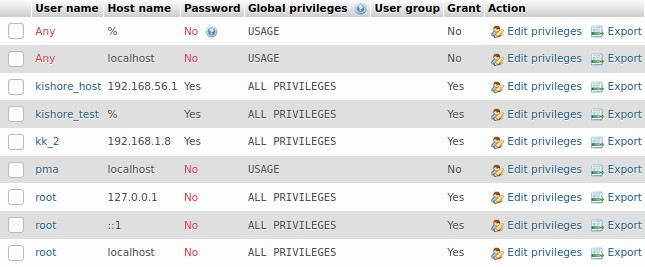 User name Host name Password Global privileges User group Grant Action
Any % No USAGE No Edit privileges Export
Any localhost No USAGE No Edit privileges Export
kishore_host 192.168.56.1 Yes ALL PRIVILEGES Yes Edit privileges Export
kishore_test % Yes ALL PRIVILEGES Yes Edit privileges Export
kk_2 192.168.1.8 Yes ALL PRIVILEGES Yes Edit privileges Export
pma localhost No USAGE No Edit privileges Export
root 127.0.0.1 No ALL PRIVILEGES Yes Edit privileges Export
root ::1 No ALL PRIVILEGES Yes Edit privileges Export
root localhost No ALL PRIVILEGES Yes Edit privileges Export